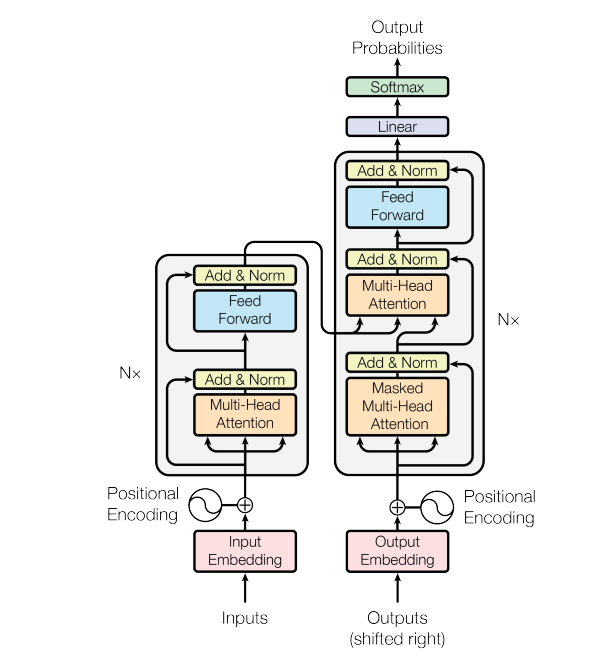 Output
Probabilities
Softmax
Linear
Add & Norm
Feed
Forward
Add & Norm
Multi-Head
Attention
Add & Norm
Masked
Multi-Head
Attention
N×
Add & Norm
Feed
Forward
Add & Norm
Multi-Head
Attention
N×
Positional
Encoding
Positional
Encoding
Input
Embedding
Output
Embedding
Inputs
Outputs
(shifted right)